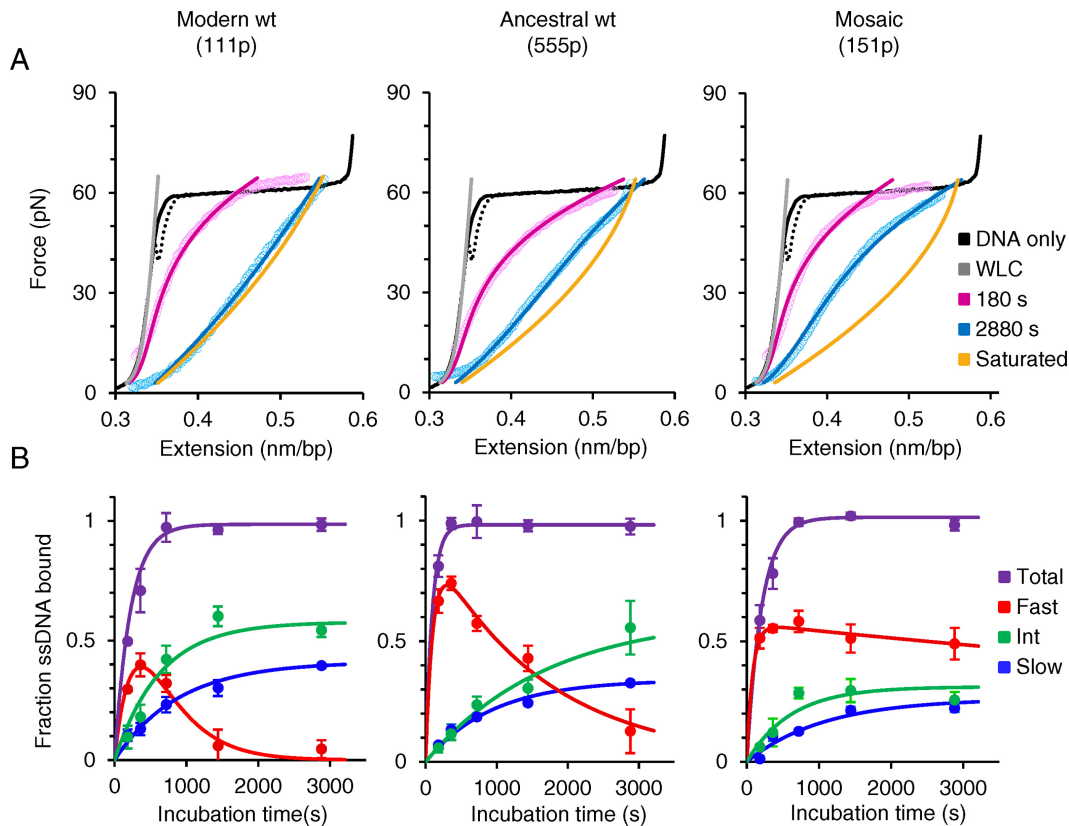 Modern wt
(111p)
Ancestral wt
(555p)
Mosaic
(151p)
A
90
60
30
0
Force (pN)
0.3 0.4 0.5 0.6
Extension (nm/bp)
90
60
30
0
0.3 0.4 0.5 0.6
Extension (nm/bp)
90
60
30
0
0.3 0.4 0.5 0.6
Extension (nm/bp)
DNA only
WLC
180 s
2880 s
Saturated
B
1
0.5
0
Fraction ssDNA bound
0 1000 2000 3000
Incubation time(s)
1
0.5
0
0 1000 2000 3000
Incubation time (s)
1
0.5
0
0 1000 2000 3000
Incubation time (s)
Total
Fast
Int
Slow